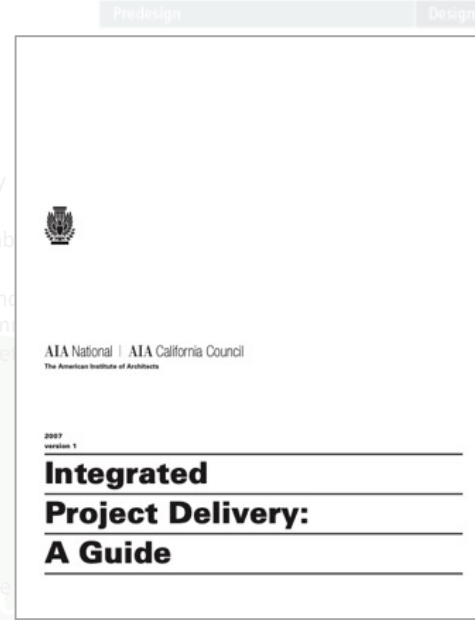 Predesign
Design
AIA National | AIA California Council
The American Institute of Architects
2007
version 1
Integrated
Project Delivery:
A Guide